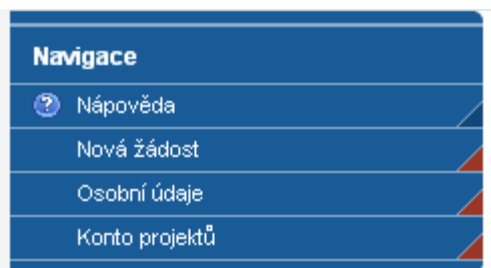 Navigace
Nápověda
Nová žádost
Osobní údaje
Konto projektů